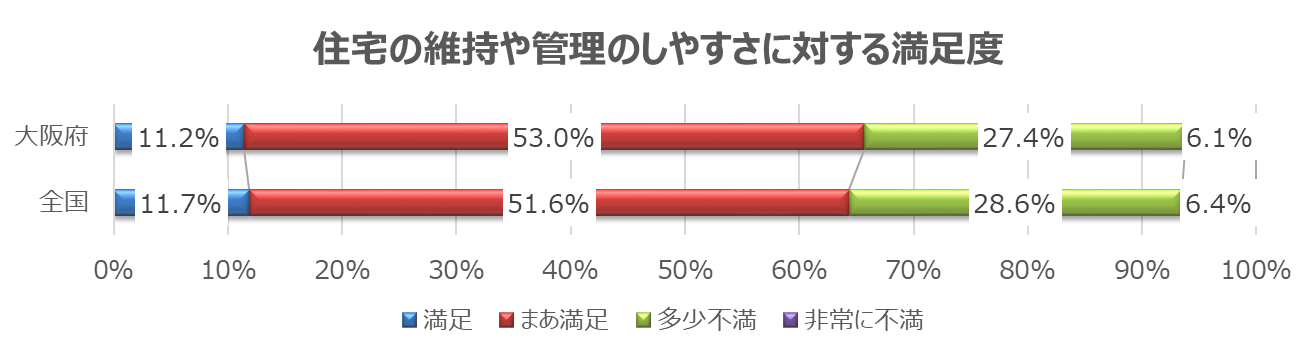 住宅の維持や管理のしやすさに対する満足度
大阪府 11.2% 53.0% 27.4% 6.1%
全国 11.7% 51.6% 28.6% 6.4%
0% 10% 20% 30% 40% 50% 60% 70% 80% 90% 100%
満足 まあ満足 多少不満 非常に不満